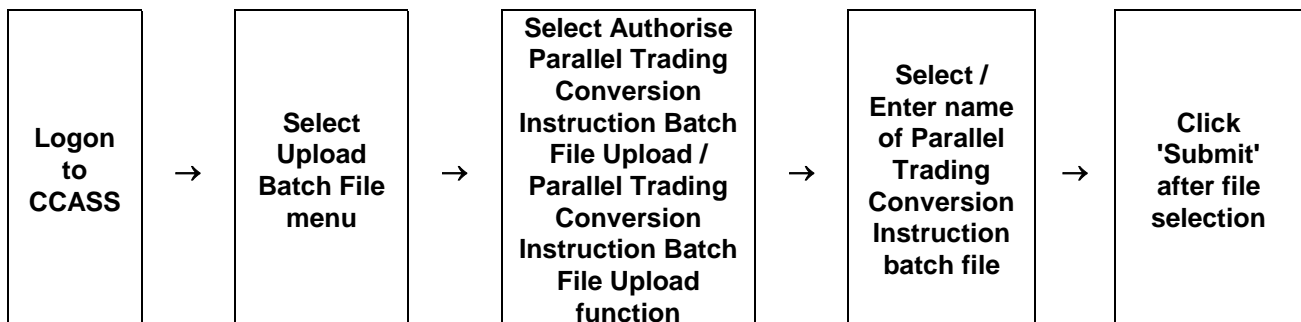 Logon
to
CCASS
→
Select
Upload
Batch File
menu
→
Select Authorise
Parallel Trading
Conversion
Instruction Batch
File Upload /
Parallel Trading
Conversion
Instruction Batch
File Upload
function
→
Select /
Enter name
of Parallel
Trading
Conversion
Instruction
batch file
→
Click
'Submit'
after file
selection